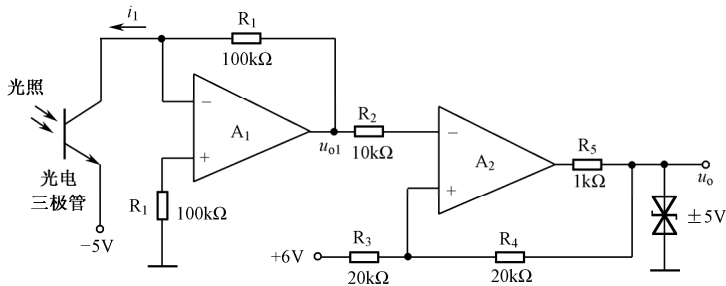 i₁
R₁
100kΩ
光照
−
A₁
+
光电
三极管
−5V
R₁
100kΩ
uₒ₁
R₂
10kΩ
−
A₂
+
R₅
1kΩ
uₒ
±5V
+6V
R₃
20kΩ
R₄
20kΩ